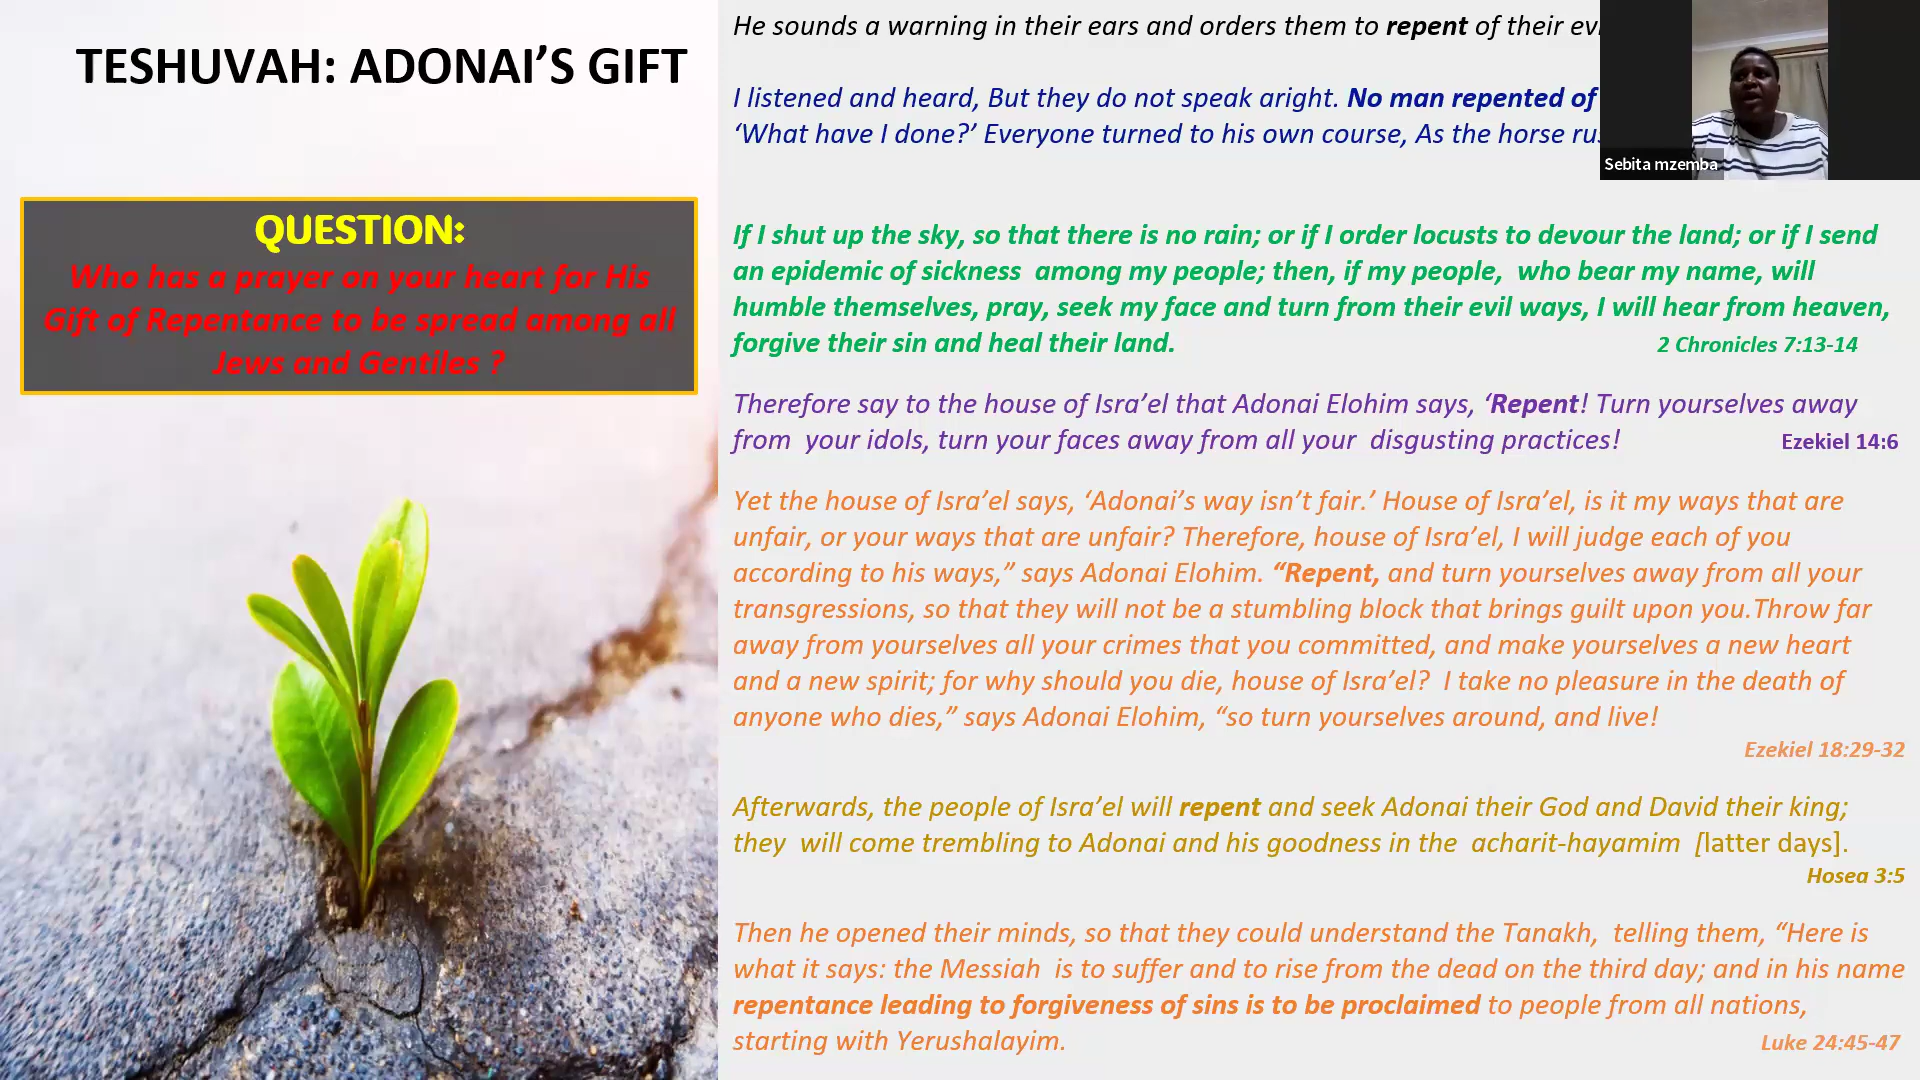 TESHUVAH: ADONAI’S GIFT
QUESTION:
Who has a prayer on your heart for His
Gift of Repentance to be spread among all
Jews and Gentiles ?
He sounds a warning in their ears and orders them to repent of their
I listened and heard, But they do not speak aright. No man repented of
‘What have I done?’ Everyone turned to his own course, As the horse
Sebita mzemba
If I shut up the sky, so that there is no rain; or if I order locusts to devour the land; or if I send
an epidemic of sickness among my people; then, if my people, who bear my name, will
humble themselves, pray, seek my face and turn from their evil ways, I will hear from heaven,
forgive their sin and heal their land. 2 Chronicles 7:13-14
Therefore say to the house of Isra’el that Adonai Elohim says, ‘Repent! Turn yourselves away
from your idols, turn your faces away from all your disgusting practices! Ezekiel 14:6
Yet the house of Isra’el says, ‘Adonai’s way isn’t fair.’ House of Isra’el, is it my ways that are
unfair, or your ways that are unfair? Therefore, house of Isra’el, I will judge each of you
according to his ways,” says Adonai Elohim. “Repent, and turn yourselves away from all your
transgressions, so that they will not be a stumbling block that brings guilt upon you.Throw far
away from yourselves all your crimes that you committed, and make yourselves a new heart
and a new spirit; for why should you die, house of Isra’el? I take no pleasure in the death of
anyone who dies,” says Adonai Elohim, “so turn yourselves around, and live!
Ezekiel 18:29-32
Afterwards, the people of Isra’el will repent and seek Adonai their God and David their king;
they will come trembling to Adonai and his goodness in the acharit-hayamim [latter days].
Hosea 3:5
Then he opened their minds, so that they could understand the Tanakh, telling them, “Here is
what it says: the Messiah is to suffer and to rise from the dead on the third day; and in his name
repentance leading to forgiveness of sins is to be proclaimed to people from all nations,
starting with Yerushalayim. Luke 24:45-47